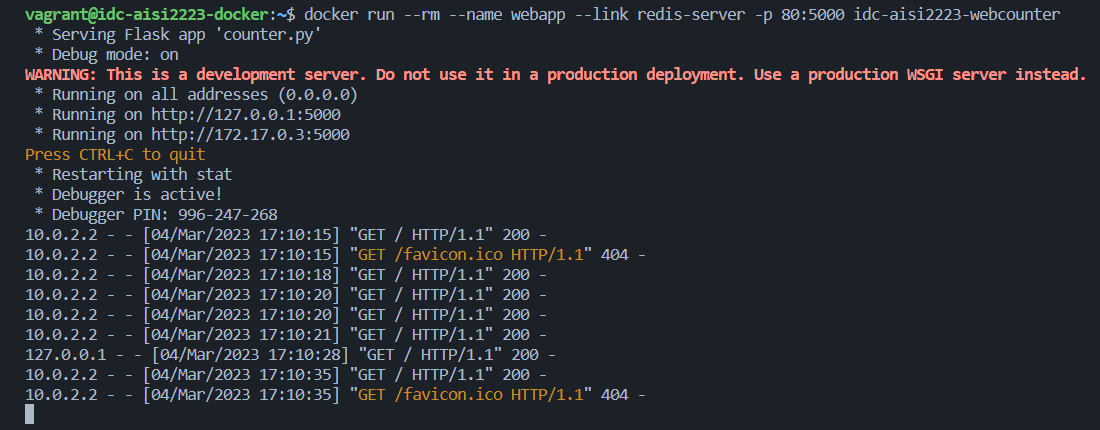 vagrant@idc-aisi2223-docker:~$ docker run --rm --name webapp --link redis-server -p 80:5000 idc-aisi2223-webcounter
 * Serving Flask app 'counter.py'
 * Debug mode: on
WARNING: This is a development server. Do not use it in a production deployment. Use a production WSGI server instead.
 * Running on all addresses (0.0.0.0)
 * Running on http://127.0.0.1:5000
 * Running on http://172.17.0.3:5000
Press CTRL+C to quit
 * Restarting with stat
 * Debugger is active!
 * Debugger PIN: 996-247-268
10.0.2.2 - - [04/Mar/2023 17:10:15] "GET / HTTP/1.1" 200 -
10.0.2.2 - - [04/Mar/2023 17:10:15] "GET /favicon.ico HTTP/1.1" 404 -
10.0.2.2 - - [04/Mar/2023 17:10:18] "GET / HTTP/1.1" 200 -
10.0.2.2 - - [04/Mar/2023 17:10:20] "GET / HTTP/1.1" 200 -
10.0.2.2 - - [04/Mar/2023 17:10:20] "GET / HTTP/1.1" 200 -
10.0.2.2 - - [04/Mar/2023 17:10:21] "GET / HTTP/1.1" 200 -
127.0.0.1 - - [04/Mar/2023 17:10:28] "GET / HTTP/1.1" 200 -
10.0.2.2 - - [04/Mar/2023 17:10:35] "GET / HTTP/1.1" 200 -
10.0.2.2 - - [04/Mar/2023 17:10:35] "GET /favicon.ico HTTP/1.1" 404 -